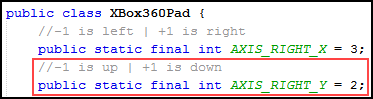 public class XBox360Pad {
//-1 is left | +1 is right
public static final int AXIS_RIGHT_X = 3;
//-1 is up | +1 is down
public static final int AXIS_RIGHT_Y = 2;